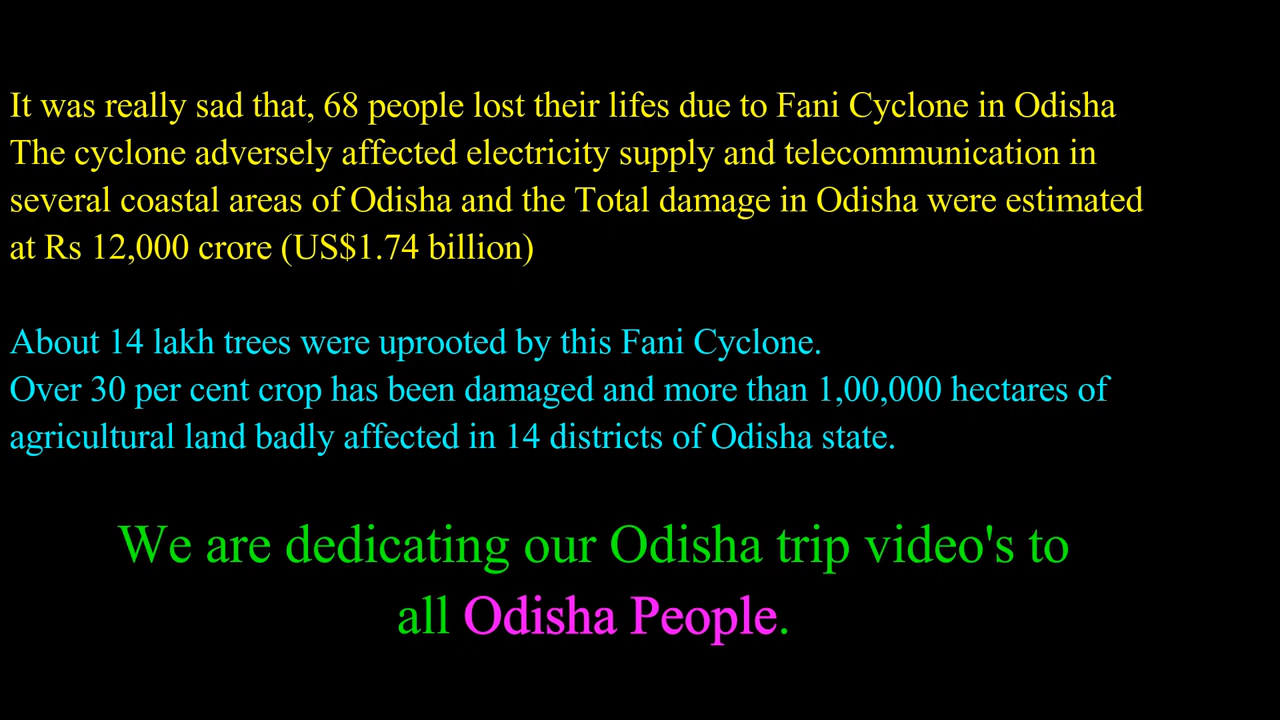 It was really sad that, 68 people lost their lifes due to Fani Cyclone in Odisha
The cyclone adversely affected electricity supply and telecommunication in
several coastal areas of Odisha and the Total damage in Odisha were estimated
at Rs 12,000 crore (US$1.74 billion)
About 14 lakh trees were uprooted by this Fani Cyclone.
Over 30 per cent crop has been damaged and more than 1,00,000 hectares of
agricultural land badly affected in 14 districts of Odisha state.
We are dedicating our Odisha trip video's to
all Odisha People.